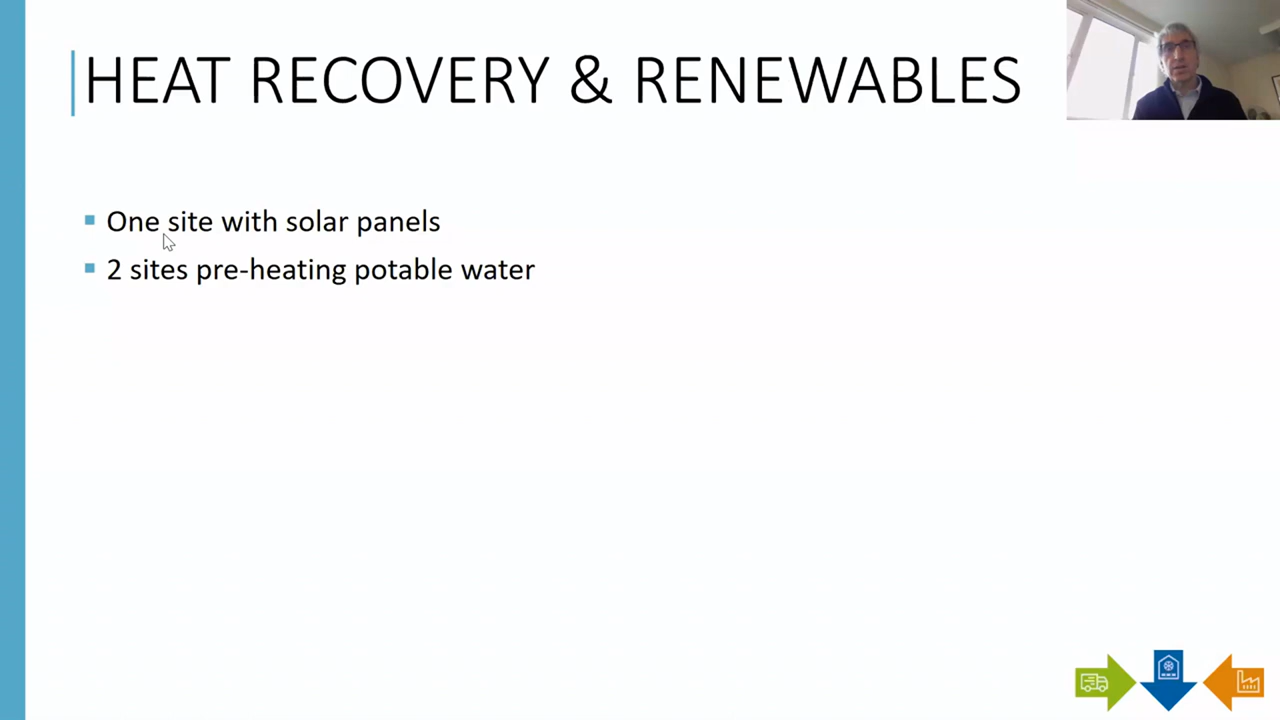 HEAT RECOVERY & RENEWABLES
One site with solar panels
2 sites pre-heating potable water